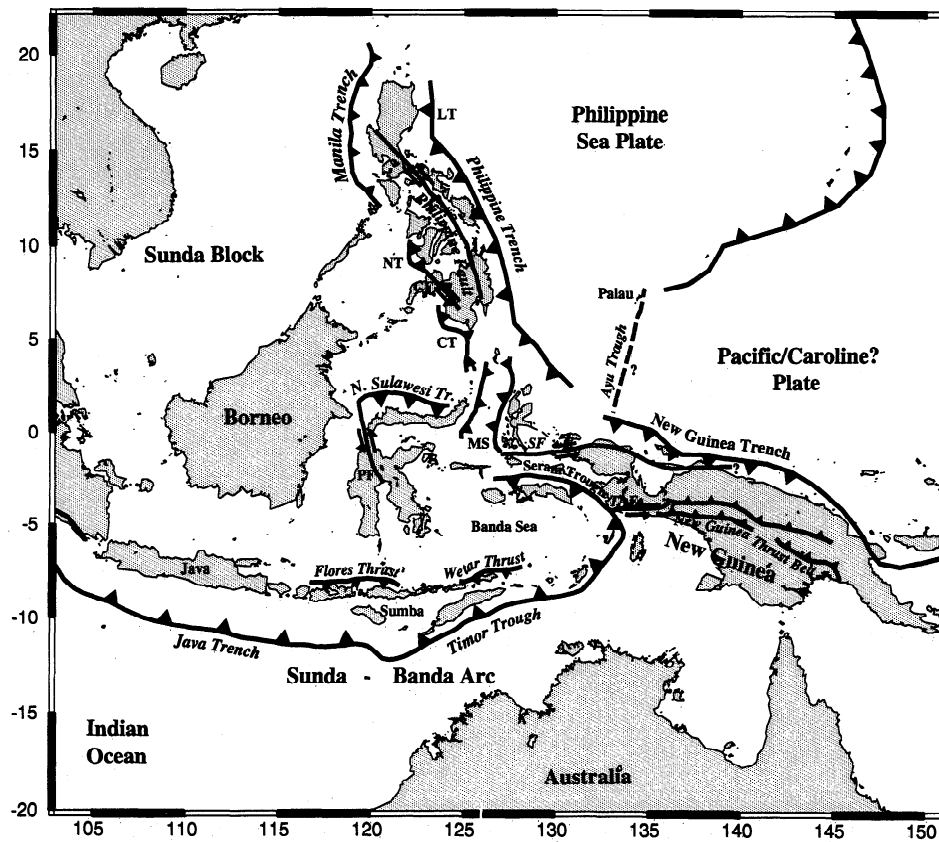 20
15
10
5
0
-5
-10
-15
-20
105
110
115
120
125
130
135
140
145
150
Manila Trench
LT
Philippine
Sea Plate
Philippine Trench
Philippine Fault
Sunda Block
NT
CT
Palau
Ayu Trough
?
Pacific/Caroline?
Plate
N. Sulawesi Tr.
Borneo
MS
SF
New Guinea Trench
?
PF
Seram Trough
Banda Sea
New Guinea Thrust Belt
New Guinea
Java
Flores Thrust
Wetar Thrust
Sumba
Java Trench
Timor Trough
Sunda - Banda Arc
Indian
Ocean
Australia